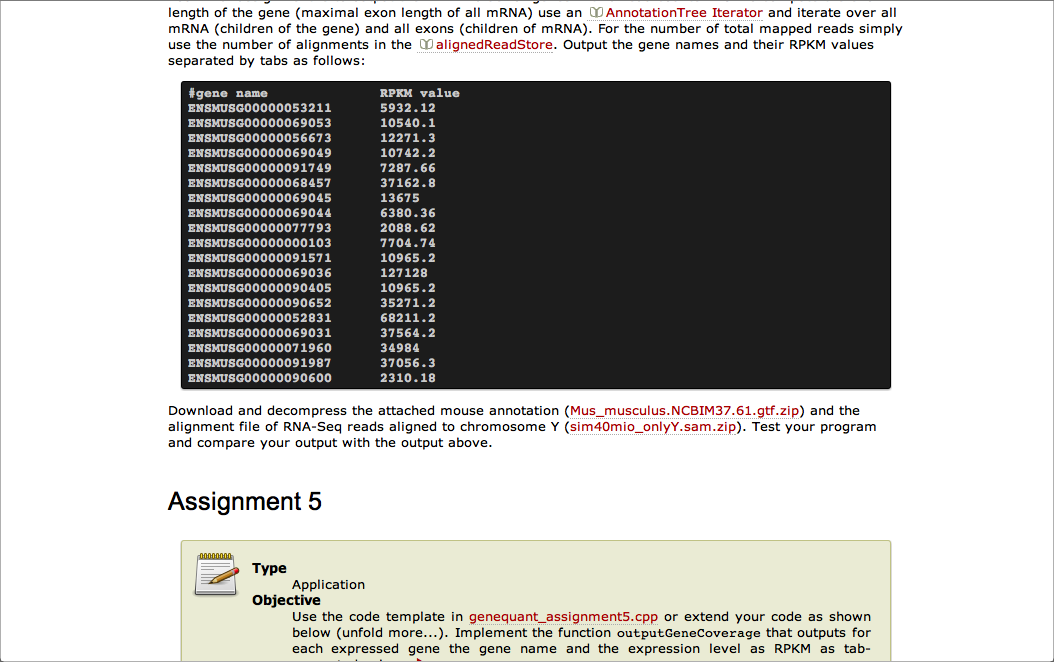 length of the gene (maximal exon length of all mRNA) use an AnnotationTree Iterator and iterate over all
mRNA (children of the gene) and all exons (children of mRNA). For the number of total mapped reads simply
use the number of alignments in the alignedReadStore. Output the gene names and their RPKM values
separated by tabs as follows:
#gene name RPKM value
ENSMUSG00000053211 5932.12
ENSMUSG00000069053 10540.1
ENSMUSG00000056673 12271.3
ENSMUSG00000069049 10742.2
ENSMUSG00000091749 7287.66
ENSMUSG00000068457 37162.8
ENSMUSG00000069045 13675
ENSMUSG00000069044 6380.36
ENSMUSG00000077793 2088.62
ENSMUSG00000000103 7704.74
ENSMUSG00000091571 10965.2
ENSMUSG00000069036 127128
ENSMUSG00000090405 10965.2
ENSMUSG00000090652 35271.2
ENSMUSG00000052831 68211.2
ENSMUSG00000069031 37564.2
ENSMUSG00000071960 34984
ENSMUSG00000091987 37056.3
ENSMUSG00000090600 2310.18
Download and decompress the attached mouse annotation (Mus_musculus.NCBIM37.61.gtf.zip) and the
alignment file of RNA-Seq reads aligned to chromosome Y (sim40mio_onlyY.sam.zip). Test your program
and compare your output with the output above.
Assignment 5
Type
Application
Objective
Use the code template in genequant_assignment5.cpp or extend your code as shown
below (unfold more...). Implement the function outputGeneCoverage that outputs for
each expressed gene the gene name and the expression level as RPKM as tab-